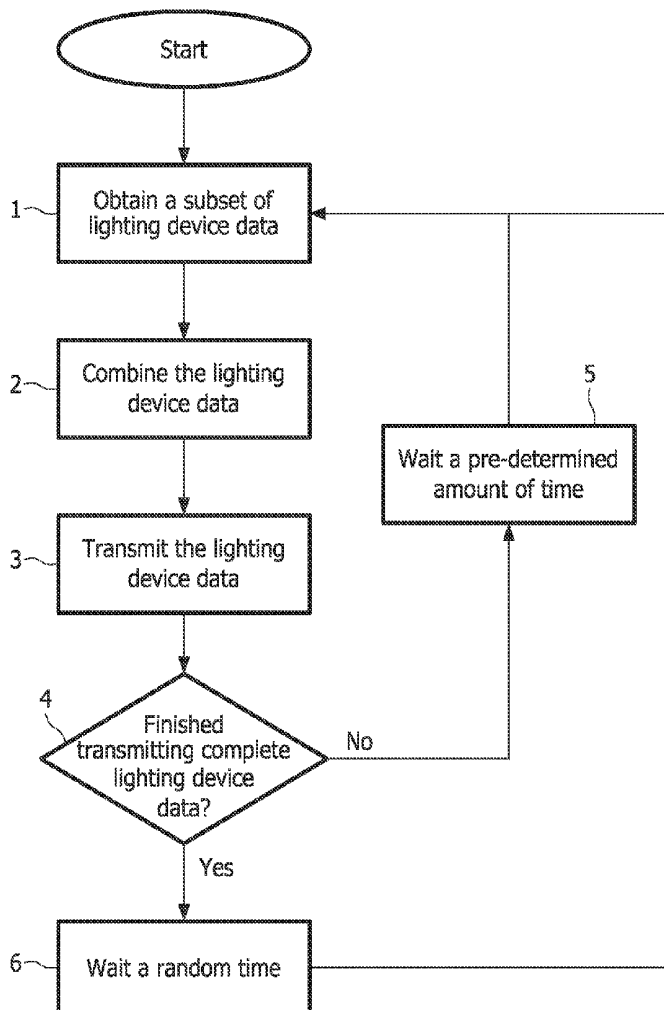 Start
1
Obtain a subset of
lighting device data
2
Combine the lighting
device data
5
Wait a pre-determined
amount of time
3
Transmit the lighting
device data
4
Finished
transmitting complete
lighting device
data?
No
Yes
6
Wait a random time